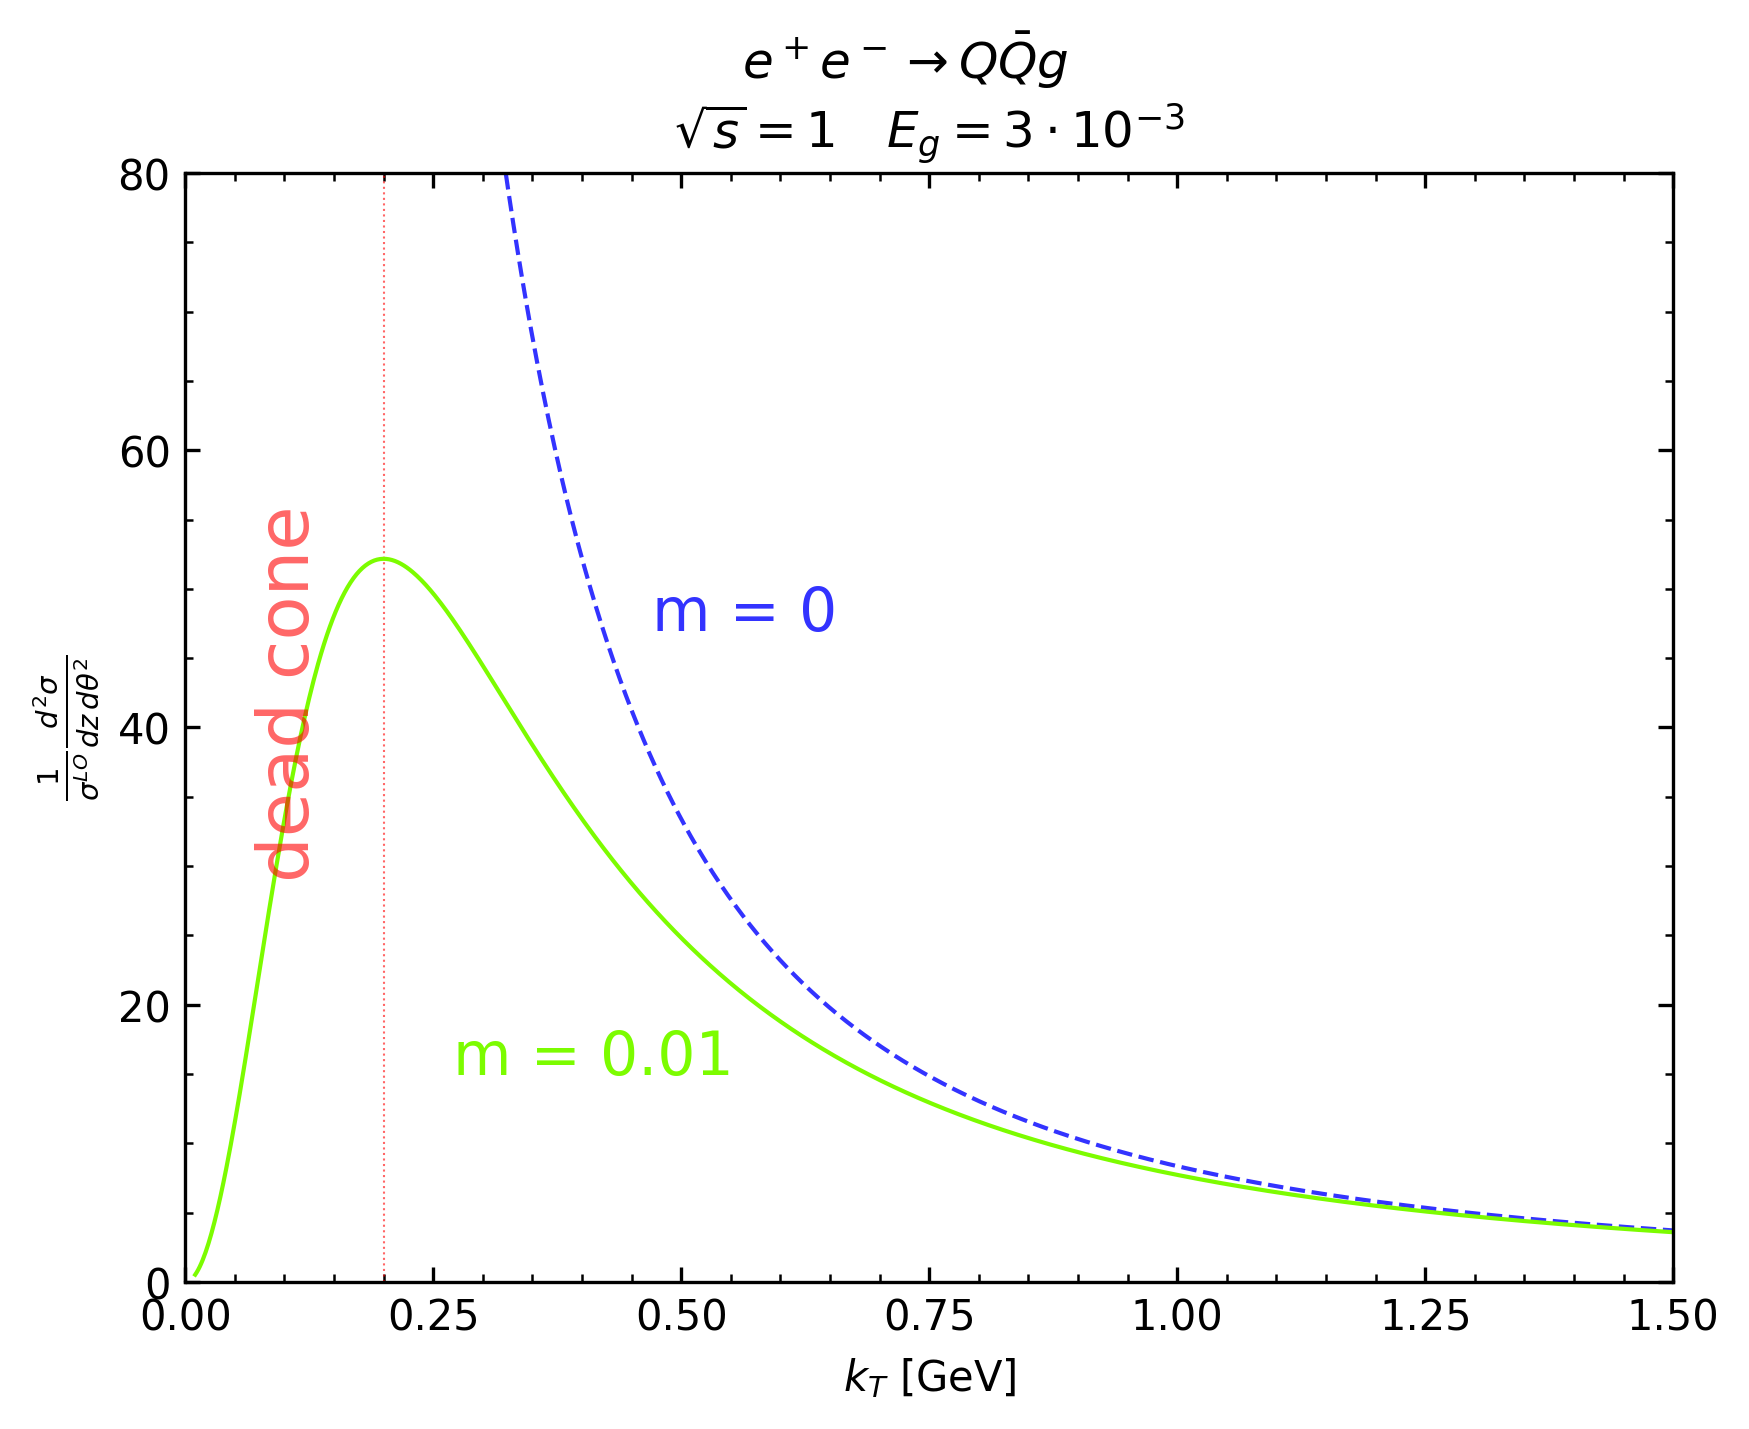 e⁺e⁻ → QQ̄g
√s = 1   E_g = 3 · 10⁻³
80
60
40
20
0
1/σ^{LO} d²σ/dz dθ²
dead cone
m = 0
m = 0.01
0.00 0.25 0.50 0.75 1.00 1.25 1.50
k_T [GeV]